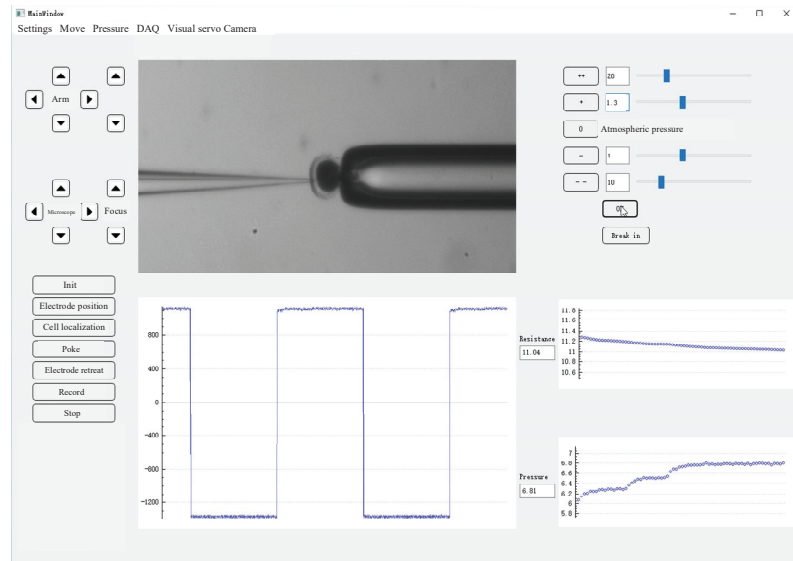 MainWindow
Settings Move Pressure DAQ Visual servo Camera
Arm
Microscope
Focus
Init
Electrode position
Cell localization
Poke
Electrode retreat
Record
Stop
++ 20
+ 1.3
0 Atmospheric pressure
- 1
-- 10
Break in
800
400
0
-400
-800
-1200
Resistance
11.04
11.8
11.6
11.4
11.2
11
10.8
10.6
Pressure
6.81
7
6.8
6.6
6.4
6.2
6
5.8